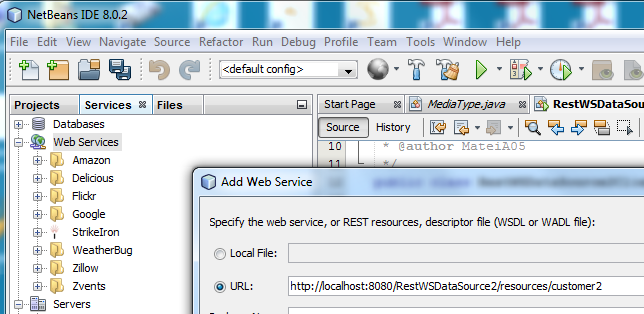 NetBeans IDE 8.0.2
File Edit View Navigate Source Refactor Run Debug Profile Team Tools Window Help
<default config>
Projects Services Files
Start Page MediaType.java RestWSDataSour
Source History
Databases
Web Services
Amazon
Delicious
Flickr
Google
StrikeIron
WeatherBug
Zillow
Zvents
Servers
10 * @author MateiA05
11 */
Add Web Service
Specify the web service, or REST resources, descriptor file (WSDL or WADL file):
Local File:
URL: http://localhost:8080/RestWSDataSource2/resources/customer2